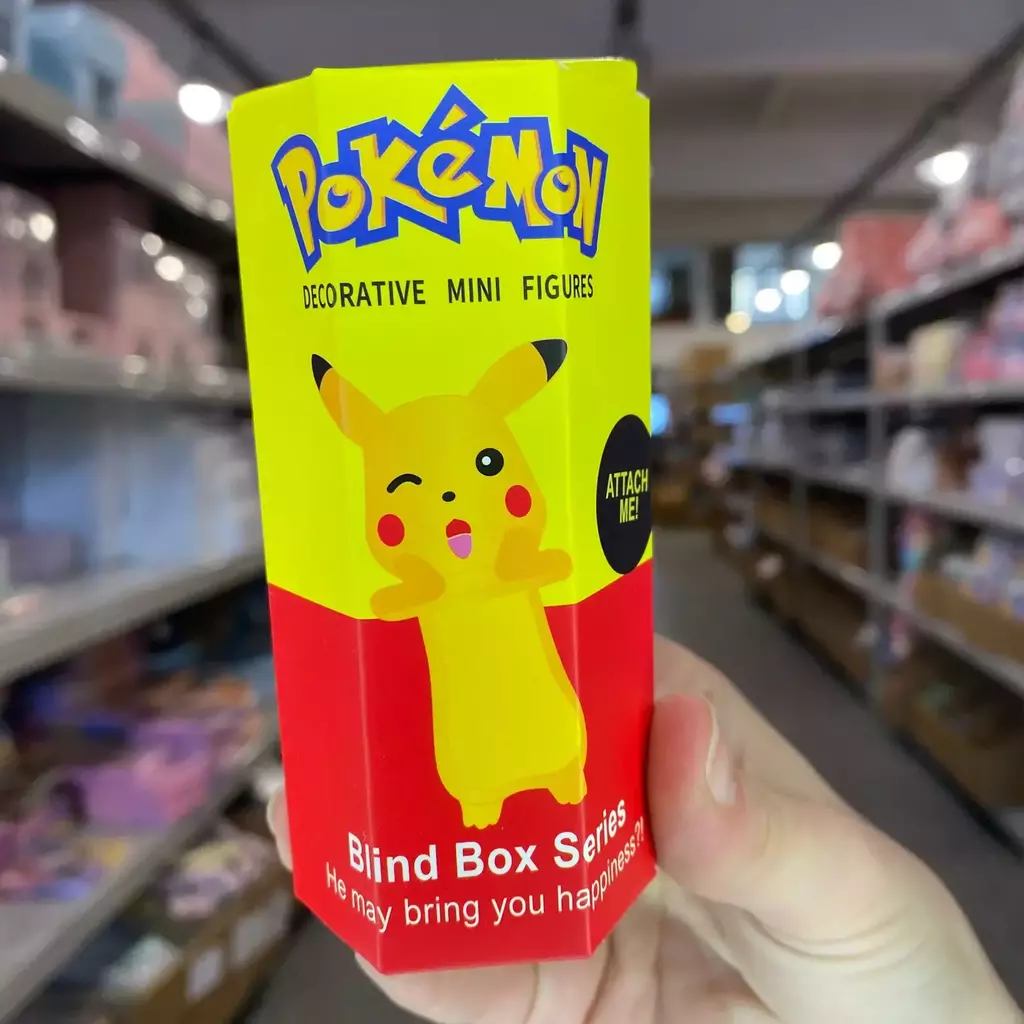 POKéMON
DECORATIVE MINI FIGURES
ATTACH
ME!
Blind Box Series
He may bring you happiness?!